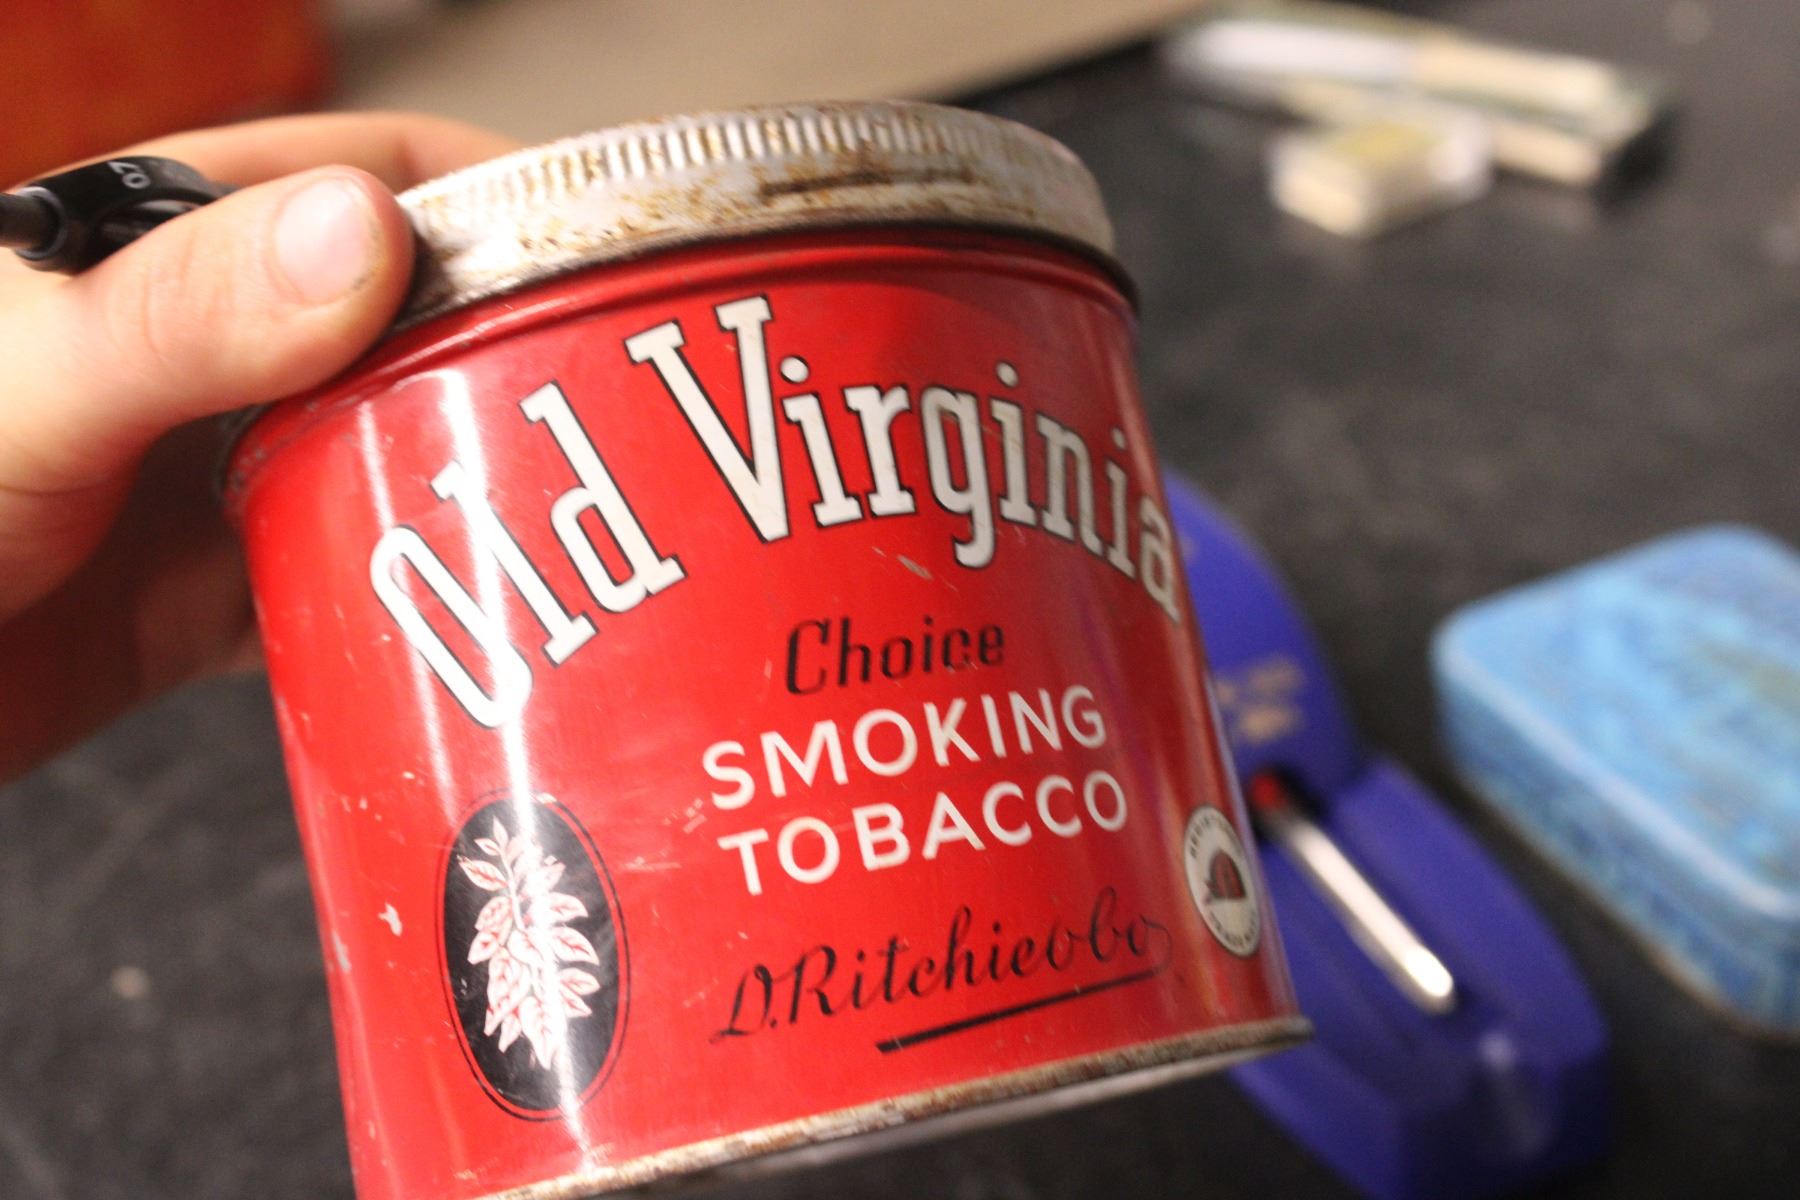 Old Virginia
Choice
SMOKING
TOBACCO
D. Ritchie & Co